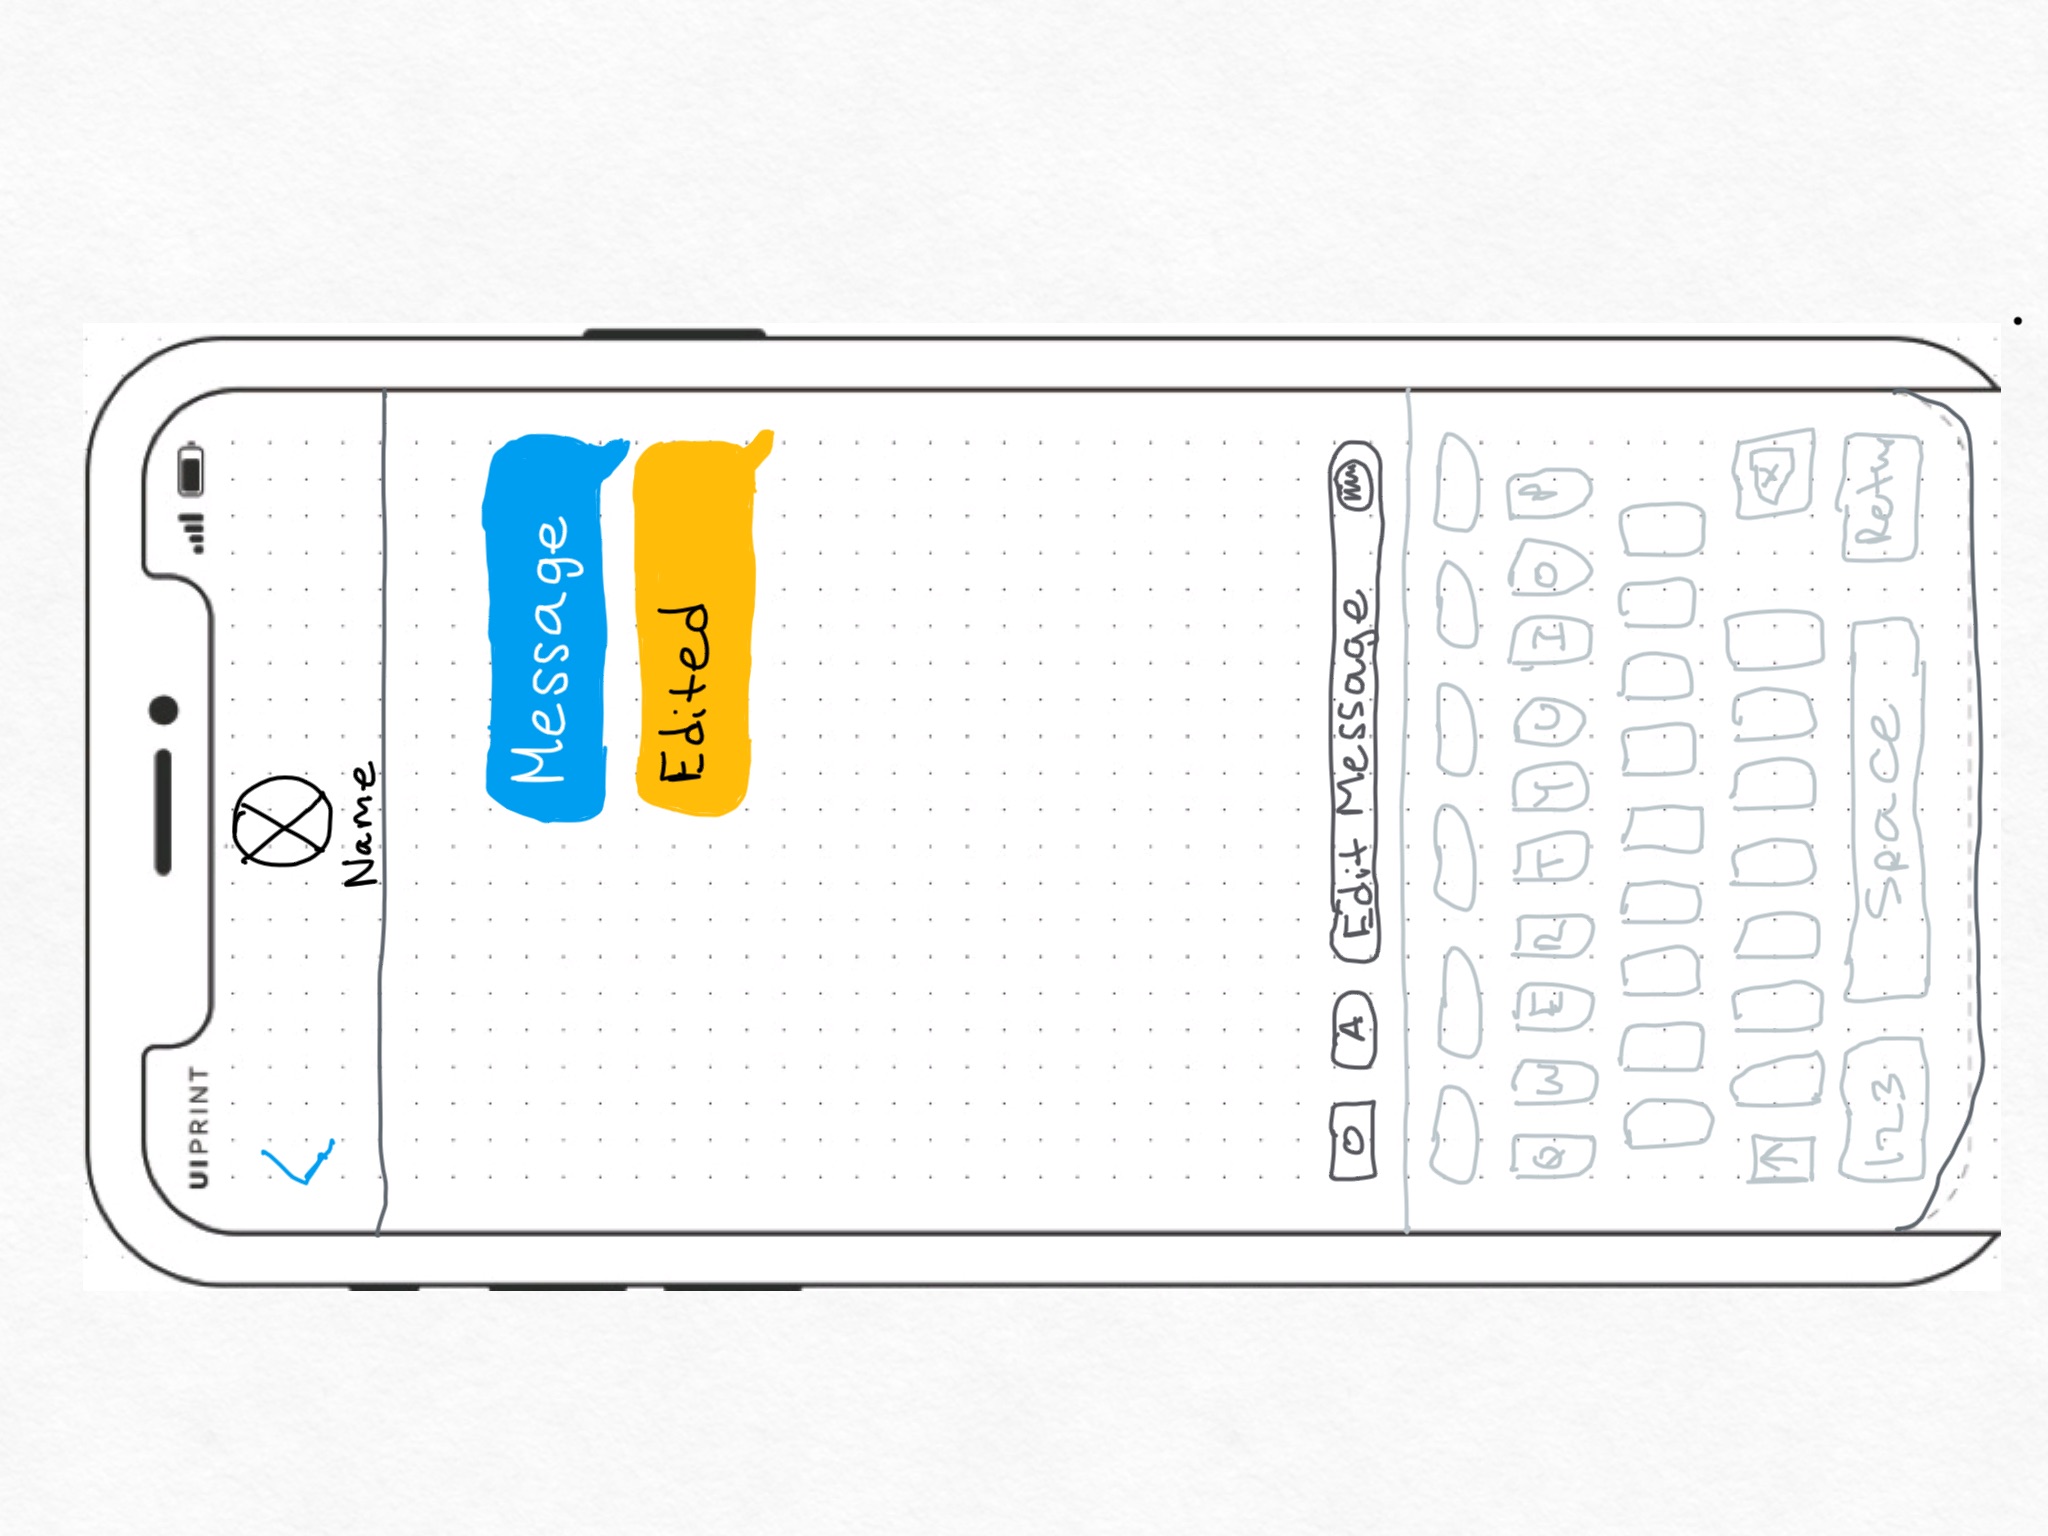 UIPRINT
Name
Message
Edited
O A Edit Message
Q W E R T Y U I O P
123 Space Return